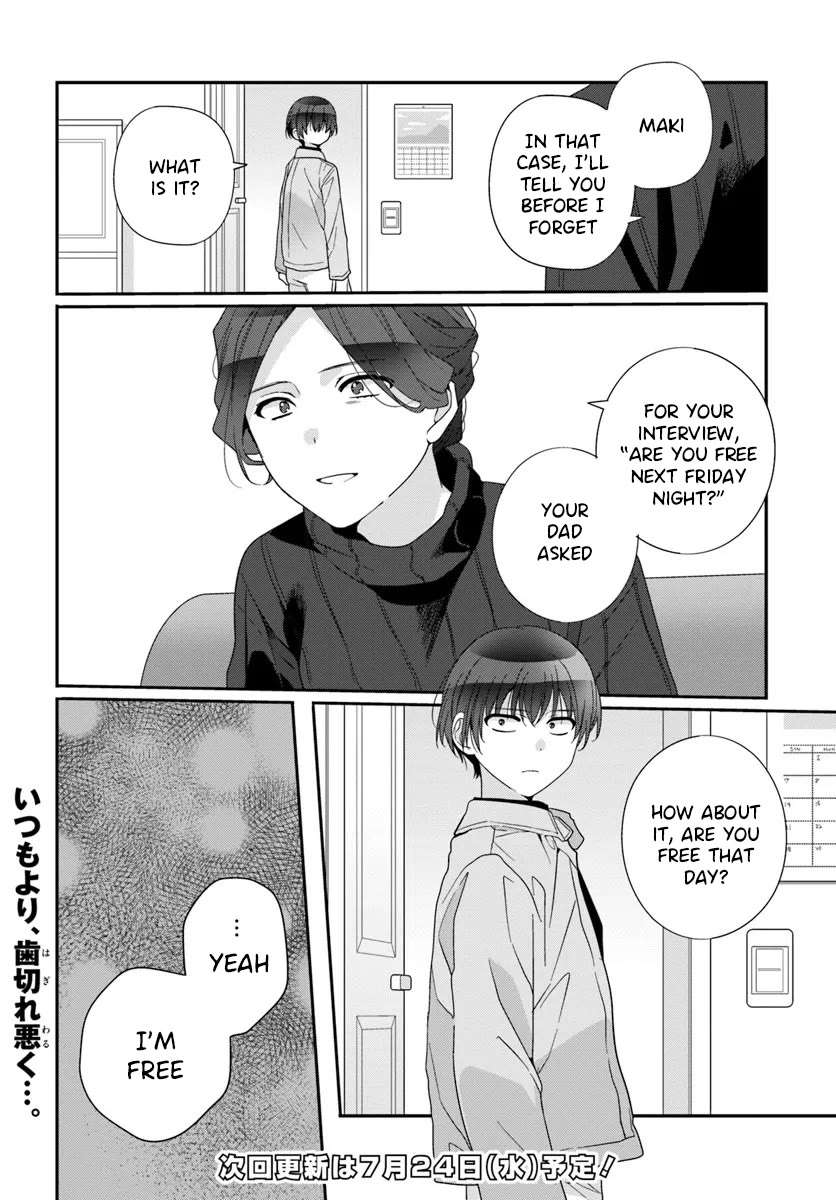 MAKI
IN THAT
CASE, I'LL
TELL YOU
BEFORE I
FORGET
WHAT
IS IT?
FOR YOUR
INTERVIEW,
"ARE YOU FREE
NEXT FRIDAY
NIGHT?"
YOUR
DAD
ASKED
HOW ABOUT
IT, ARE YOU
FREE THAT
DAY?
...
YEAH
I'M
FREE
いつもより、歯切れ悪く…。
はぎわる
次回更新は7月24日(水)予定!